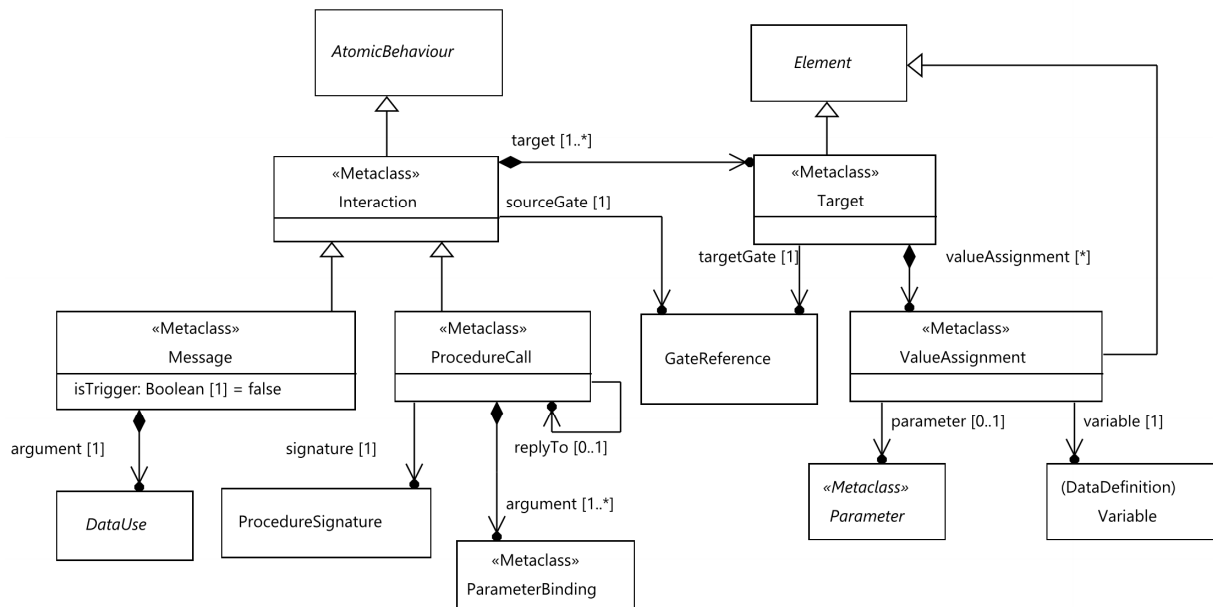 AtomicBehaviour
Element
target [1..*]
«Metaclass»
Interaction
«Metaclass»
Target
sourceGate [1]
targetGate [1]
valueAssignment [*]
«Metaclass»
Message
isTrigger: Boolean [1] = false
«Metaclass»
ProcedureCall
GateReference
«Metaclass»
ValueAssignment
argument [1]
signature [1]
replyTo [0..1]
parameter [0..1]
variable [1]
DataUse
ProcedureSignature
argument [1..*]
«Metaclass»
Parameter
(DataDefinition)
Variable
«Metaclass»
ParameterBinding